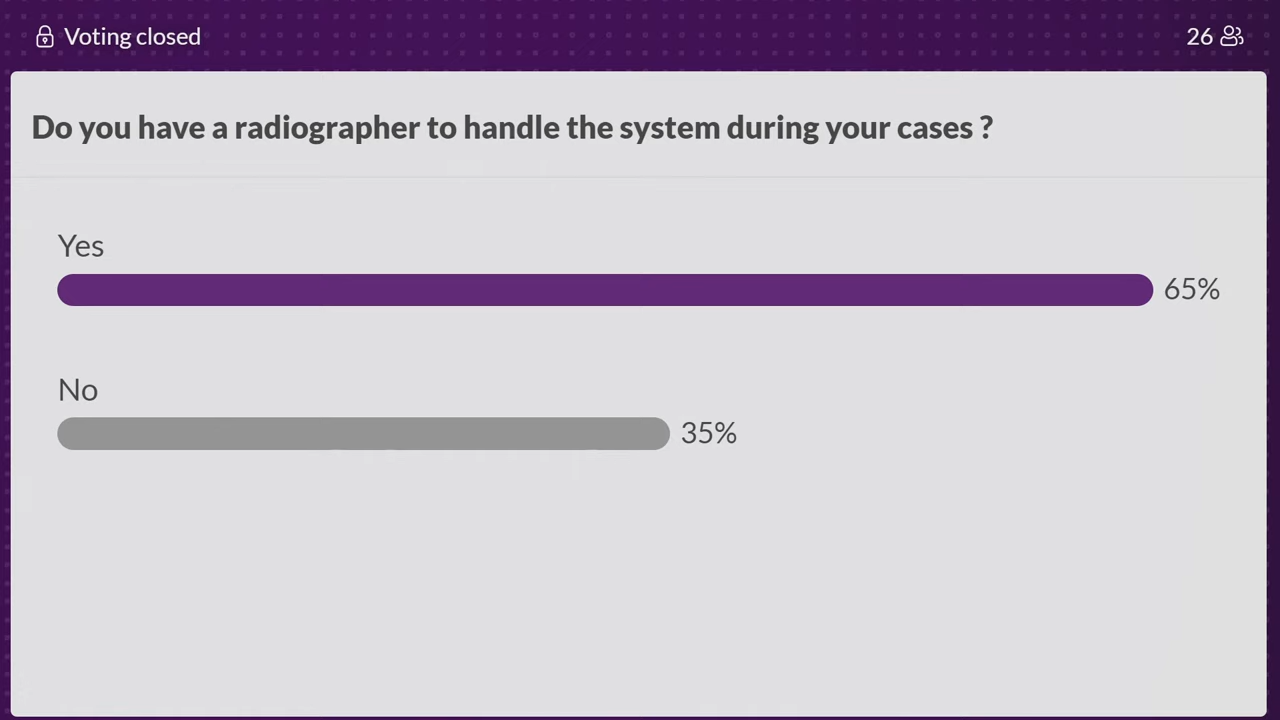 Voting closed
26
Do you have a radiographer to handle the system during your cases ?
Yes
65%
No
35%